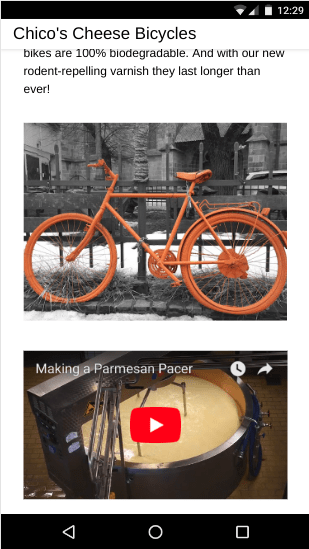 12:29
Chico's Cheese Bicycles
bikes are 100% biodegradable. And with our new
rodent-repelling varnish they last longer than
ever!
Making a Parmesan Pacer